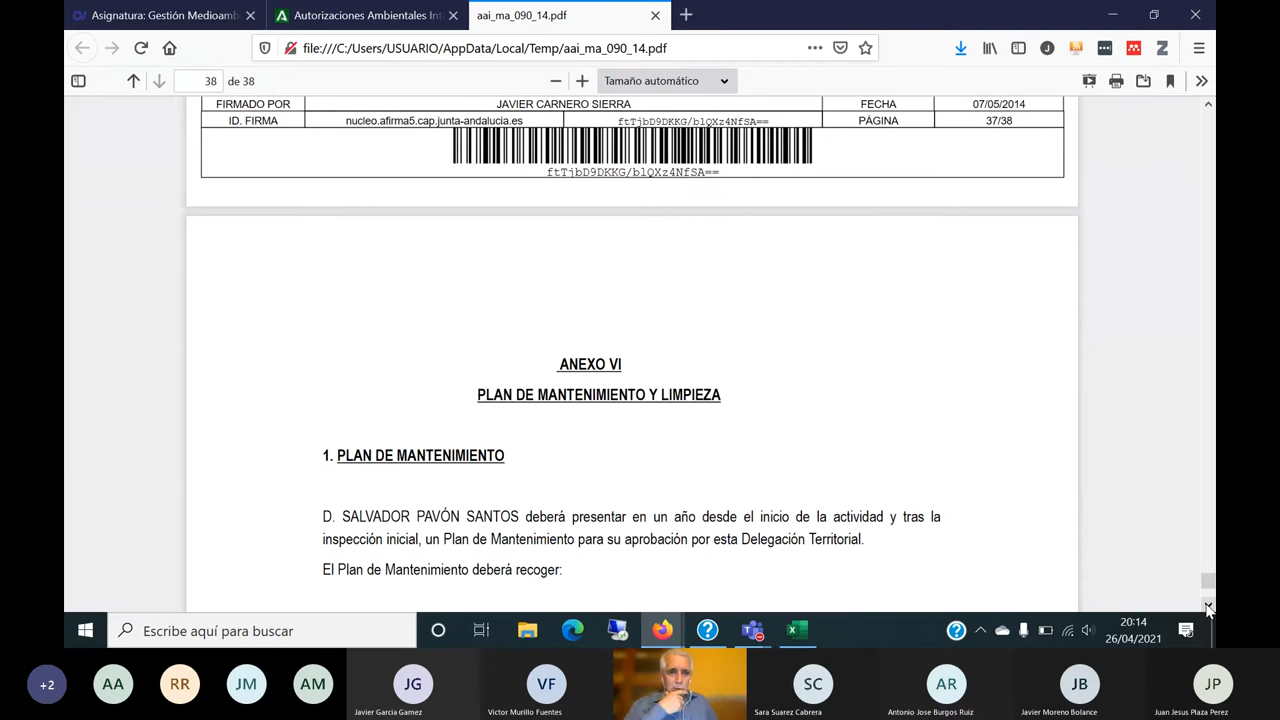 Asignatura: Gestión Medioamb
Autorizaciones Ambientales Int
aai_ma_090_14.pdf
file:///C:/Users/USUARIO/AppData/Local/Temp/aai_ma_090_14.pdf
38 de 38
Tamaño automático
FIRMADO POR JAVIER CARNERO SIERRA FECHA 07/05/2014
ID. FIRMA nucleo.afirma5.cap.junta-andalucia.es ftTjbD9DKKG/blQXz4NfSA== PÁGINA 37/38
ftTjbD9DKKG/blQXz4NfSA==
ANEXO VI
PLAN DE MANTENIMIENTO Y LIMPIEZA
1. PLAN DE MANTENIMIENTO
D. SALVADOR PAVÓN SANTOS deberá presentar en un año desde el inicio de la actividad y tras la
inspección inicial, un Plan de Mantenimiento para su aprobación por esta Delegación Territorial.
El Plan de Mantenimiento deberá recoger:
Escribe aquí para buscar
20:14
26/04/2021
+2 AA RR JM AM JG VF SC AR JB JP
Javier Garcia Gamez
Victor Murillo Fuentes
Sara Suarez Cabrera
Antonio Jose Burgos Ruiz
Javier Moreno Bolance
Juan Jesus Plaza Perez